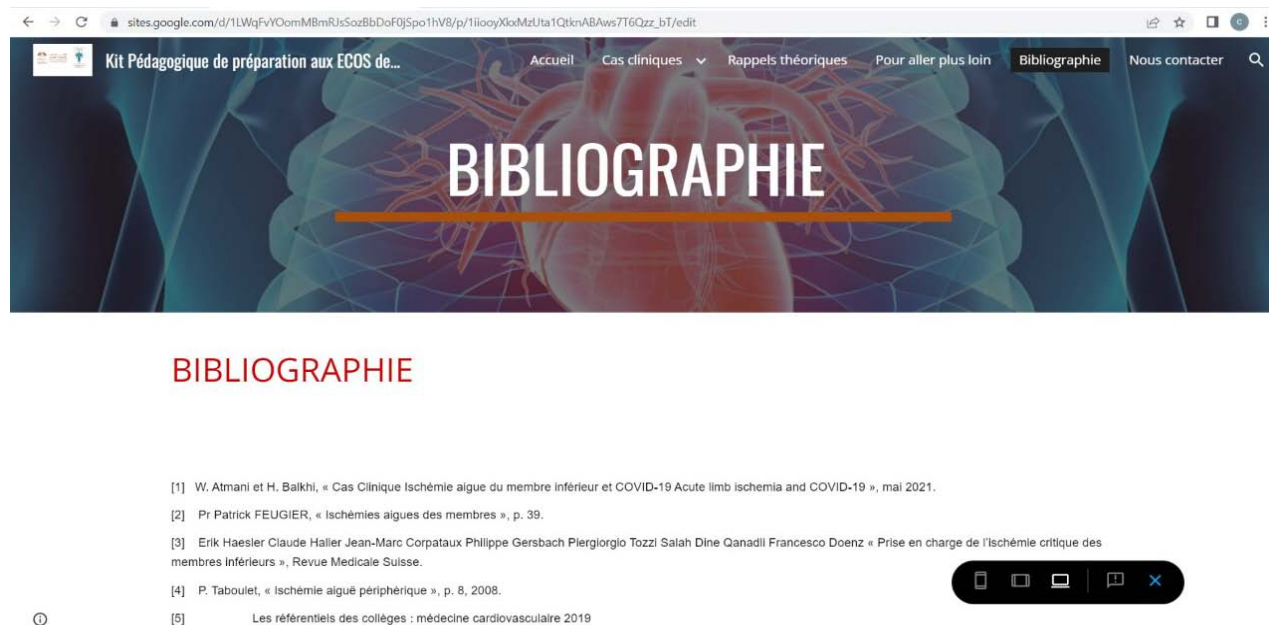 sites.google.com/d/1LWqFvYOomMBmRJsSozBbDoF0jSpo1hV8/p/1iiooyXkxMzUta1QtknABAws7T6Qzz_bT/edit
Kit Pédagogique de préparation aux ECOS de...
Accueil Cas cliniques Rappels théoriques Pour aller plus loin Bibliographie Nous contacter
BIBLIOGRAPHIE
BIBLIOGRAPHIE
[1] W. Atmani et H. Balkhi, « Cas Clinique Ischémie aigue du membre inférieur et COVID-19 Acute limb ischemia and COVID-19 », mai 2021.
[2] Pr Patrick FEUGIER, « Ischémies aigues des membres », p. 39.
[3] Erik Haesler Claude Haller Jean-Marc Corpataux Philippe Gersbach Piergiorgio Tozzi Salah Dine Qanadli Francesco Doenz « Prise en charge de l'ischémie critique des
membres inférieurs », Revue Medicale Suisse.
[4] P. Taboulet, « Ischémie aiguë périphérique », p. 8, 2008.
[5] Les référentiels des collèges : médecine cardiovasculaire 2019